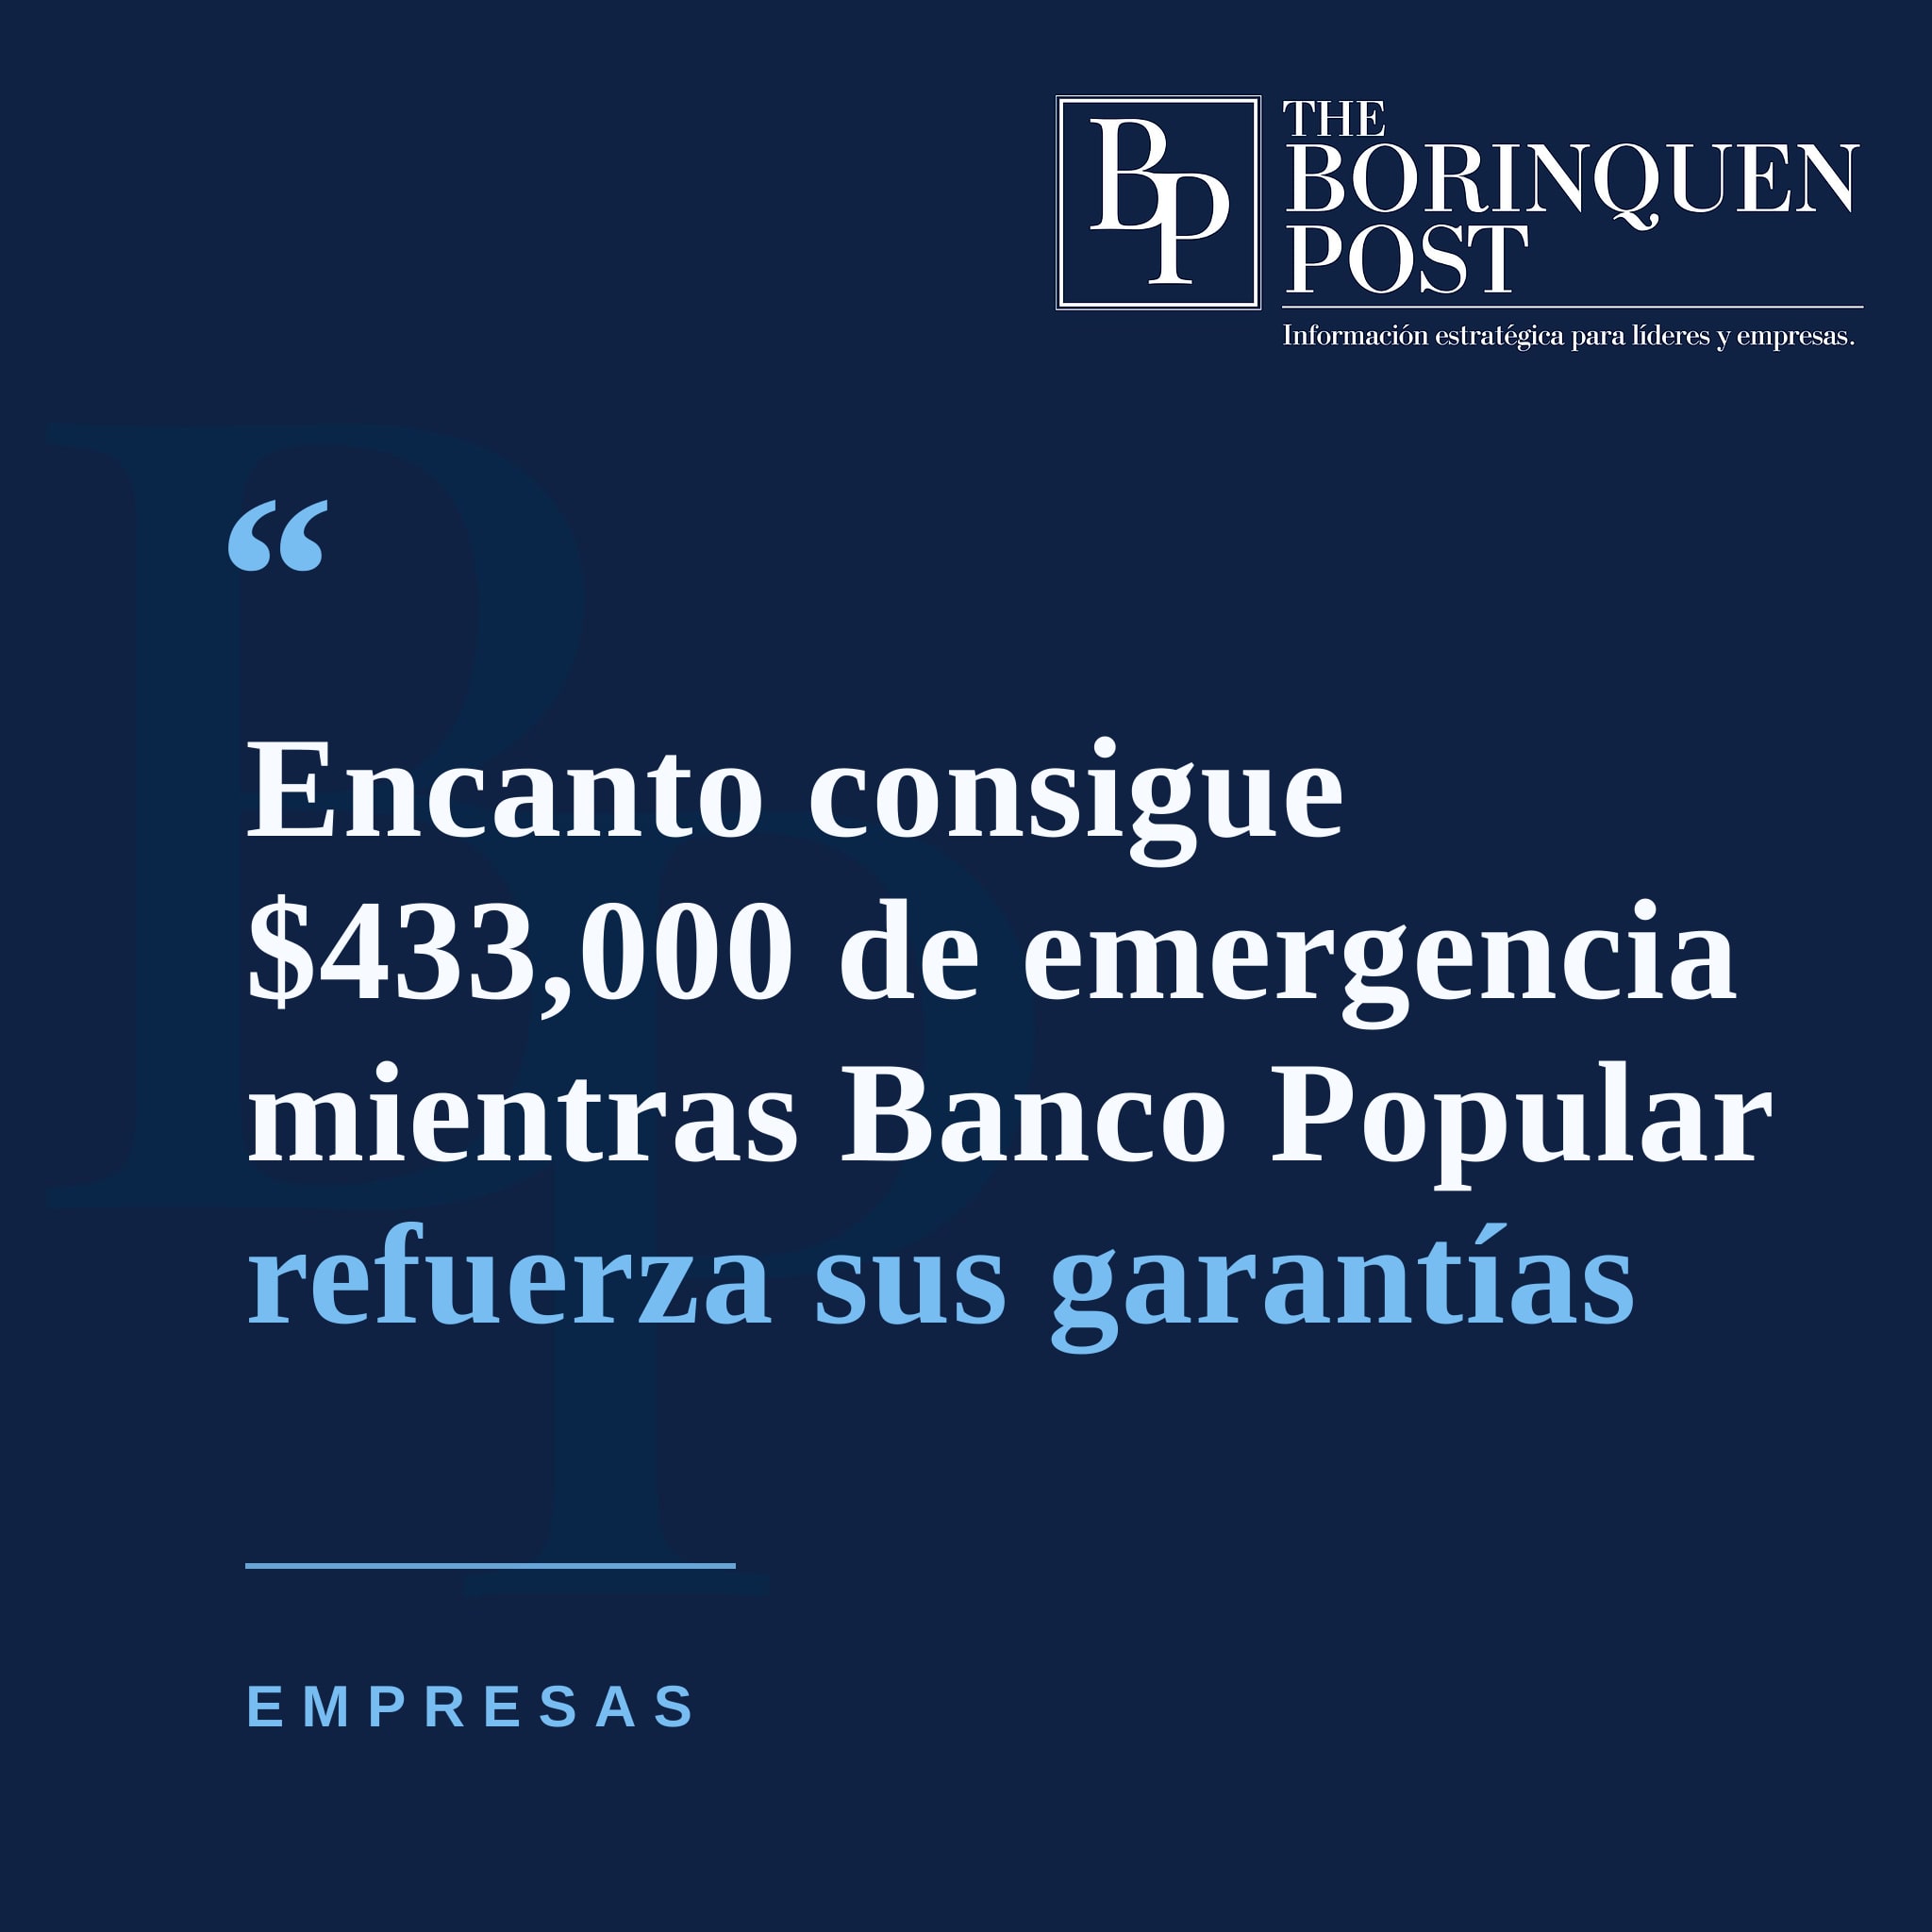 BP
THE
BORINQUEN
POST
Información estratégica para líderes y empresas.
“
Encanto consigue
$433,000 de emergencia
mientras Banco Popular
refuerza sus garantías
EMPRESAS